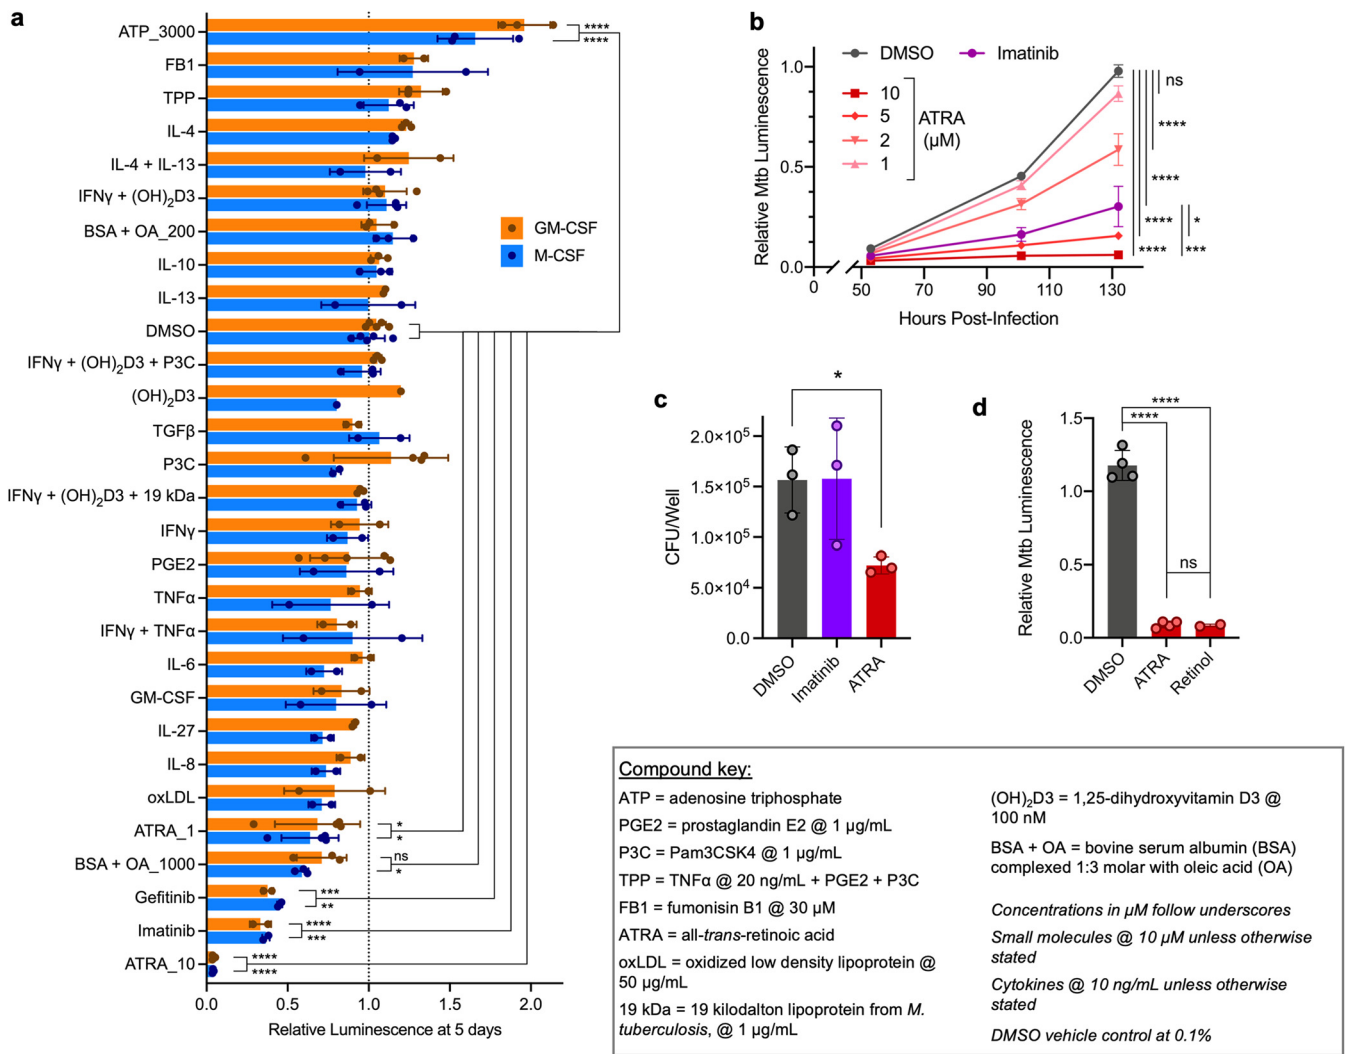 a
ATP_3000
FB1
TPP
IL-4
IL-4 + IL-13
IFNγ + (OH)₂D3
BSA + OA_200
IL-10
IL-13
DMSO
IFNγ + (OH)₂D3 + P3C
(OH)₂D3
TGFβ
P3C
IFNγ + (OH)₂D3 + 19 kDa
IFNγ
PGE2
TNFα
IFNγ + TNFα
IL-6
GM-CSF
IL-27
IL-8
oxLDL
ATRA_1
BSA + OA_1000
Gefitinib
Imatinib
ATRA_10
****
****
*
*
ns
*
***
**
****
***
****
****
GM-CSF
M-CSF
0.0 0.5 1.0 1.5 2.0
Relative Luminescence at 5 days
b
DMSO Imatinib
10
5
2
1
ATRA
(µM)
Relative Mtb Luminescence
1.0
0.5
0.0
0 50 70 90 110 130
Hours Post-Infection
ns
****
****
**** *
**** ***
c
*
CFU/Well
2.0×10⁵
1.5×10⁵
1.0×10⁵
5.0×10⁴
0.0
DMSO
Imatinib
ATRA
d
****
****
ns
Relative Mtb Luminescence
1.5
1.0
0.5
0.0
DMSO
ATRA
Retinol
Compound key:
ATP = adenosine triphosphate
PGE2 = prostaglandin E2 @ 1 µg/mL
P3C = Pam3CSK4 @ 1 µg/mL
TPP = TNFα @ 20 ng/mL + PGE2 + P3C
FB1 = fumonisin B1 @ 30 µM
ATRA = all-trans-retinoic acid
oxLDL = oxidized low density lipoprotein @
50 µg/mL
19 kDa = 19 kilodalton lipoprotein from M.
tuberculosis, @ 1 µg/mL
(OH)₂D3 = 1,25-dihydroxyvitamin D3 @
100 nM
BSA + OA = bovine serum albumin (BSA)
complexed 1:3 molar with oleic acid (OA)
Concentrations in µM follow underscores
Small molecules @ 10 µM unless otherwise
stated
Cytokines @ 10 ng/mL unless otherwise
stated
DMSO vehicle control at 0.1%